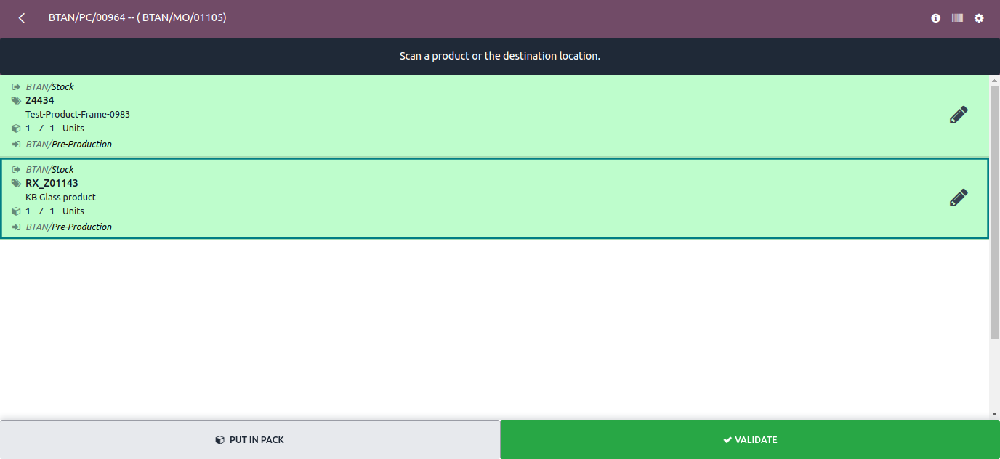 BTAN/PC/00964 -- ( BTAN/MO/01105)
Scan a product or the destination location.
BTAN/Stock
24434
Test-Product-Frame-0983
1 / 1 Units
BTAN/Pre-Production
BTAN/Stock
RX_Z01143
KB Glass product
1 / 1 Units
BTAN/Pre-Production
PUT IN PACK
VALIDATE